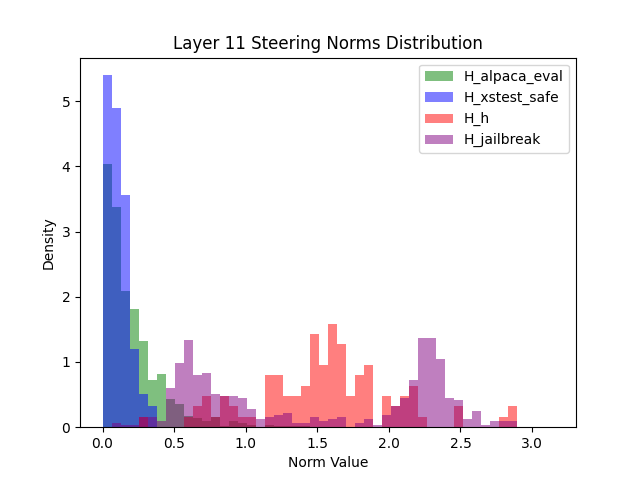 Layer 11 Steering Norms Distribution
H_alpaca_eval
H_xstest_safe
H_h
H_jailbreak
Density
5
4
3
2
1
0
0.0 0.5 1.0 1.5 2.0 2.5 3.0
Norm Value